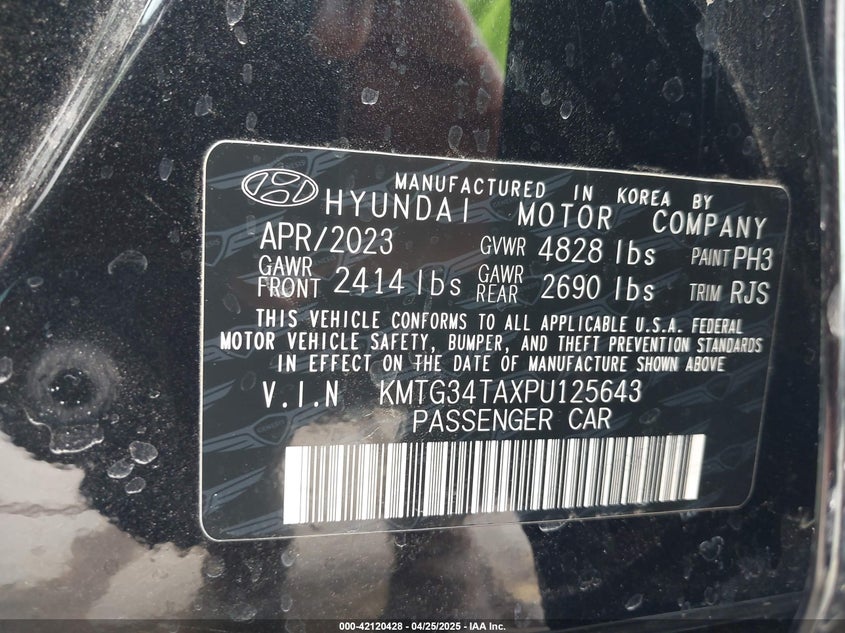 MANUFACTURED IN KOREA BY
HYUNDAI MOTOR COMPANY
APR/2023 GVWR 4828 lbs PAINT PH3
GAWR FRONT 2414 lbs GAWR REAR 2690 lbs TRIM RJS
THIS VEHICLE CONFORMS TO ALL APPLICABLE U.S.A. FEDERAL
MOTOR VEHICLE SAFETY, BUMPER, AND THEFT PREVENTION STANDARDS
IN EFFECT ON THE DATE OF MANUFACTURE SHOWN ABOVE
V.I.N KMTG34TAXPU125643
PASSENGER CAR
000-42120428 - 04/25/2025 - IAA Inc.